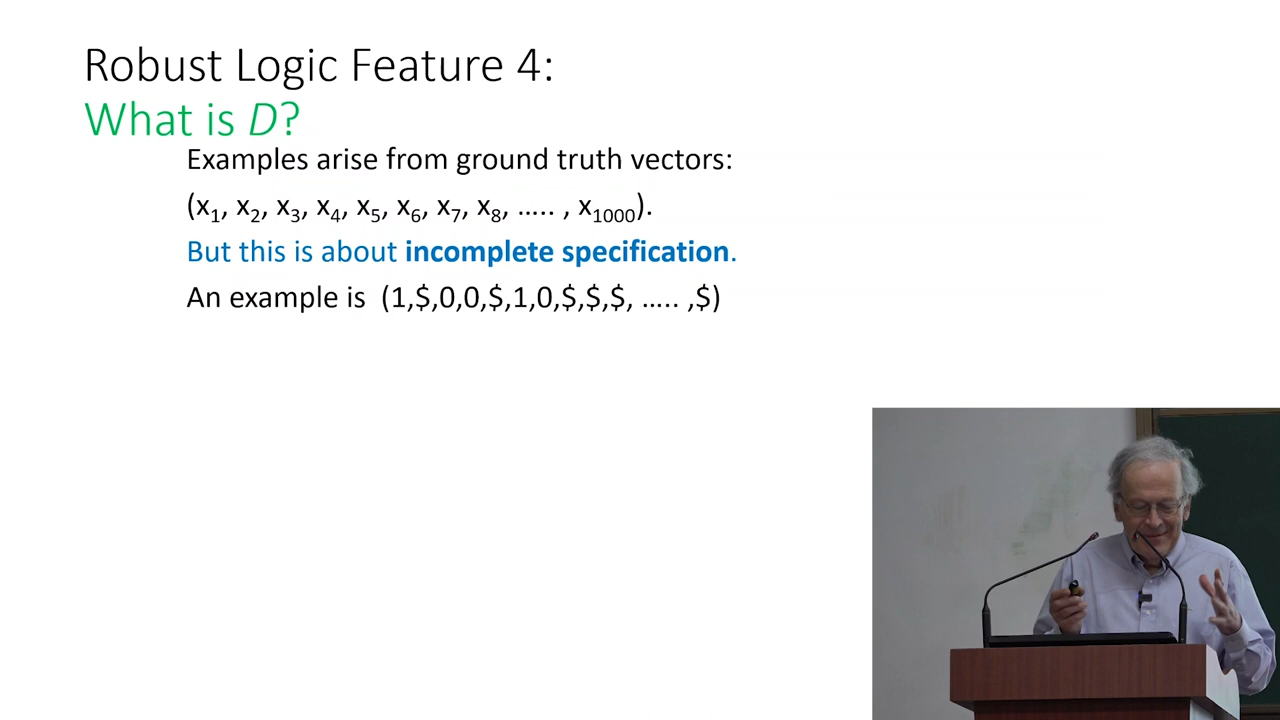 Robust Logic Feature 4:
What is D?
Examples arise from ground truth vectors:
(x₁, x₂, x₃, x₄, x₅, x₆, x₇, x₈, ….. , x₁₀₀₀).
But this is about incomplete specification.
An example is (1,$,0,0,$,1,0,$,$,$, ….. ,$)